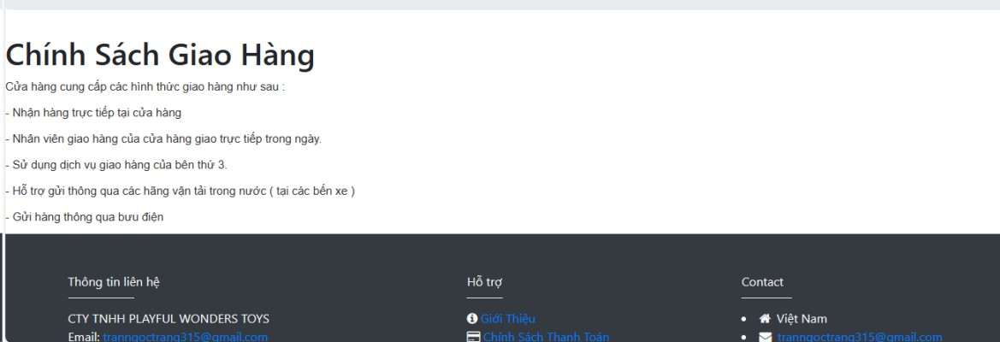 Chính Sách Giao Hàng
Cửa hàng cung cấp các hình thức giao hàng như sau :
- Nhận hàng trực tiếp tại cửa hàng
- Nhân viên giao hàng của cửa hàng giao trực tiếp trong ngày.
- Sử dụng dịch vụ giao hàng của bên thứ 3.
- Hỗ trợ gửi thông qua các hãng vận tải trong nước ( tại các bến xe )
- Gửi hàng thông qua bưu điện
Thông tin liên hệ
CTY TNHH PLAYFUL WONDERS TOYS
Email: tranngoctrang315@gmail.com
Hỗ trợ
Giới Thiệu
Chính Sách Thanh Toán
Contact
Việt Nam
tranngoctrang315@gmail.com